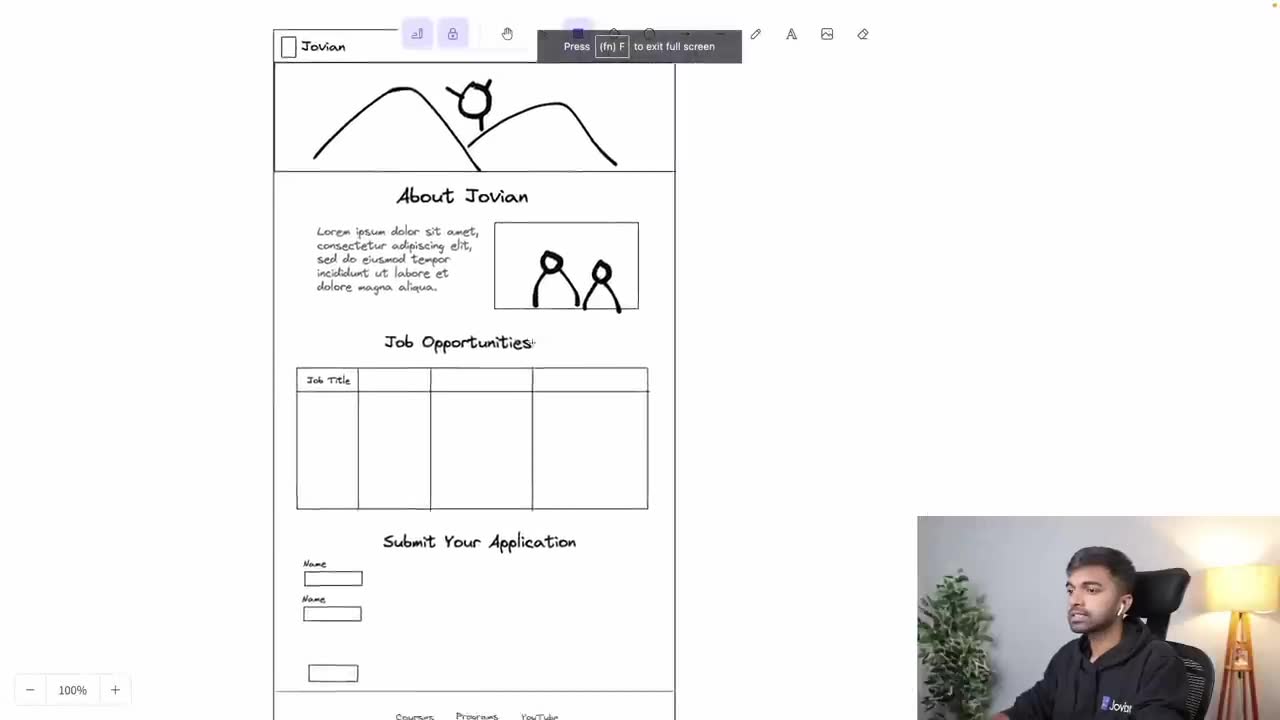 Jovian
Press (fn) F to exit full screen
About Jovian
Lorem ipsum dolor sit amet,
consectetur adipiscing elit,
sed do eiusmod tempor
incididunt ut labore et
dolore magna aliqua.
Job Opportunities
Job Title
Submit Your Application
Name
Name
100%
Courses Programs YouTube